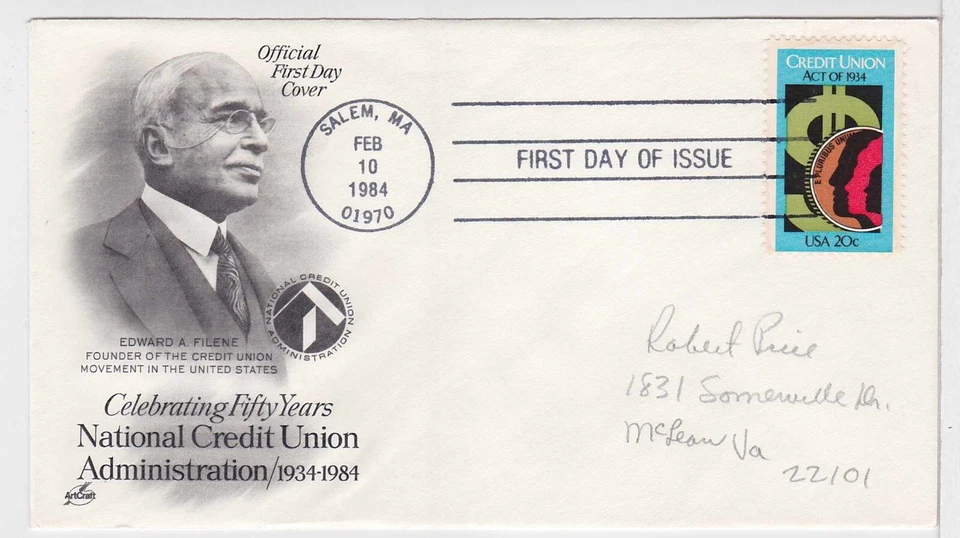 Official
First Day
Cover
SALEM, MA
FEB
10
1984
01970
FIRST DAY OF ISSUE
CREDIT UNION
ACT OF 1934
E PLURIBUS UNUM
USA 20c
NATIONAL CREDIT UNION
ADMINISTRATION
EDWARD A. FILENE
FOUNDER OF THE CREDIT UNION
MOVEMENT IN THE UNITED STATES
Celebrating Fifty Years
National Credit Union
Administration/1934-1984
ArtCraft
Robert Price
1831 Somerville Dr.
McLean Va
22101